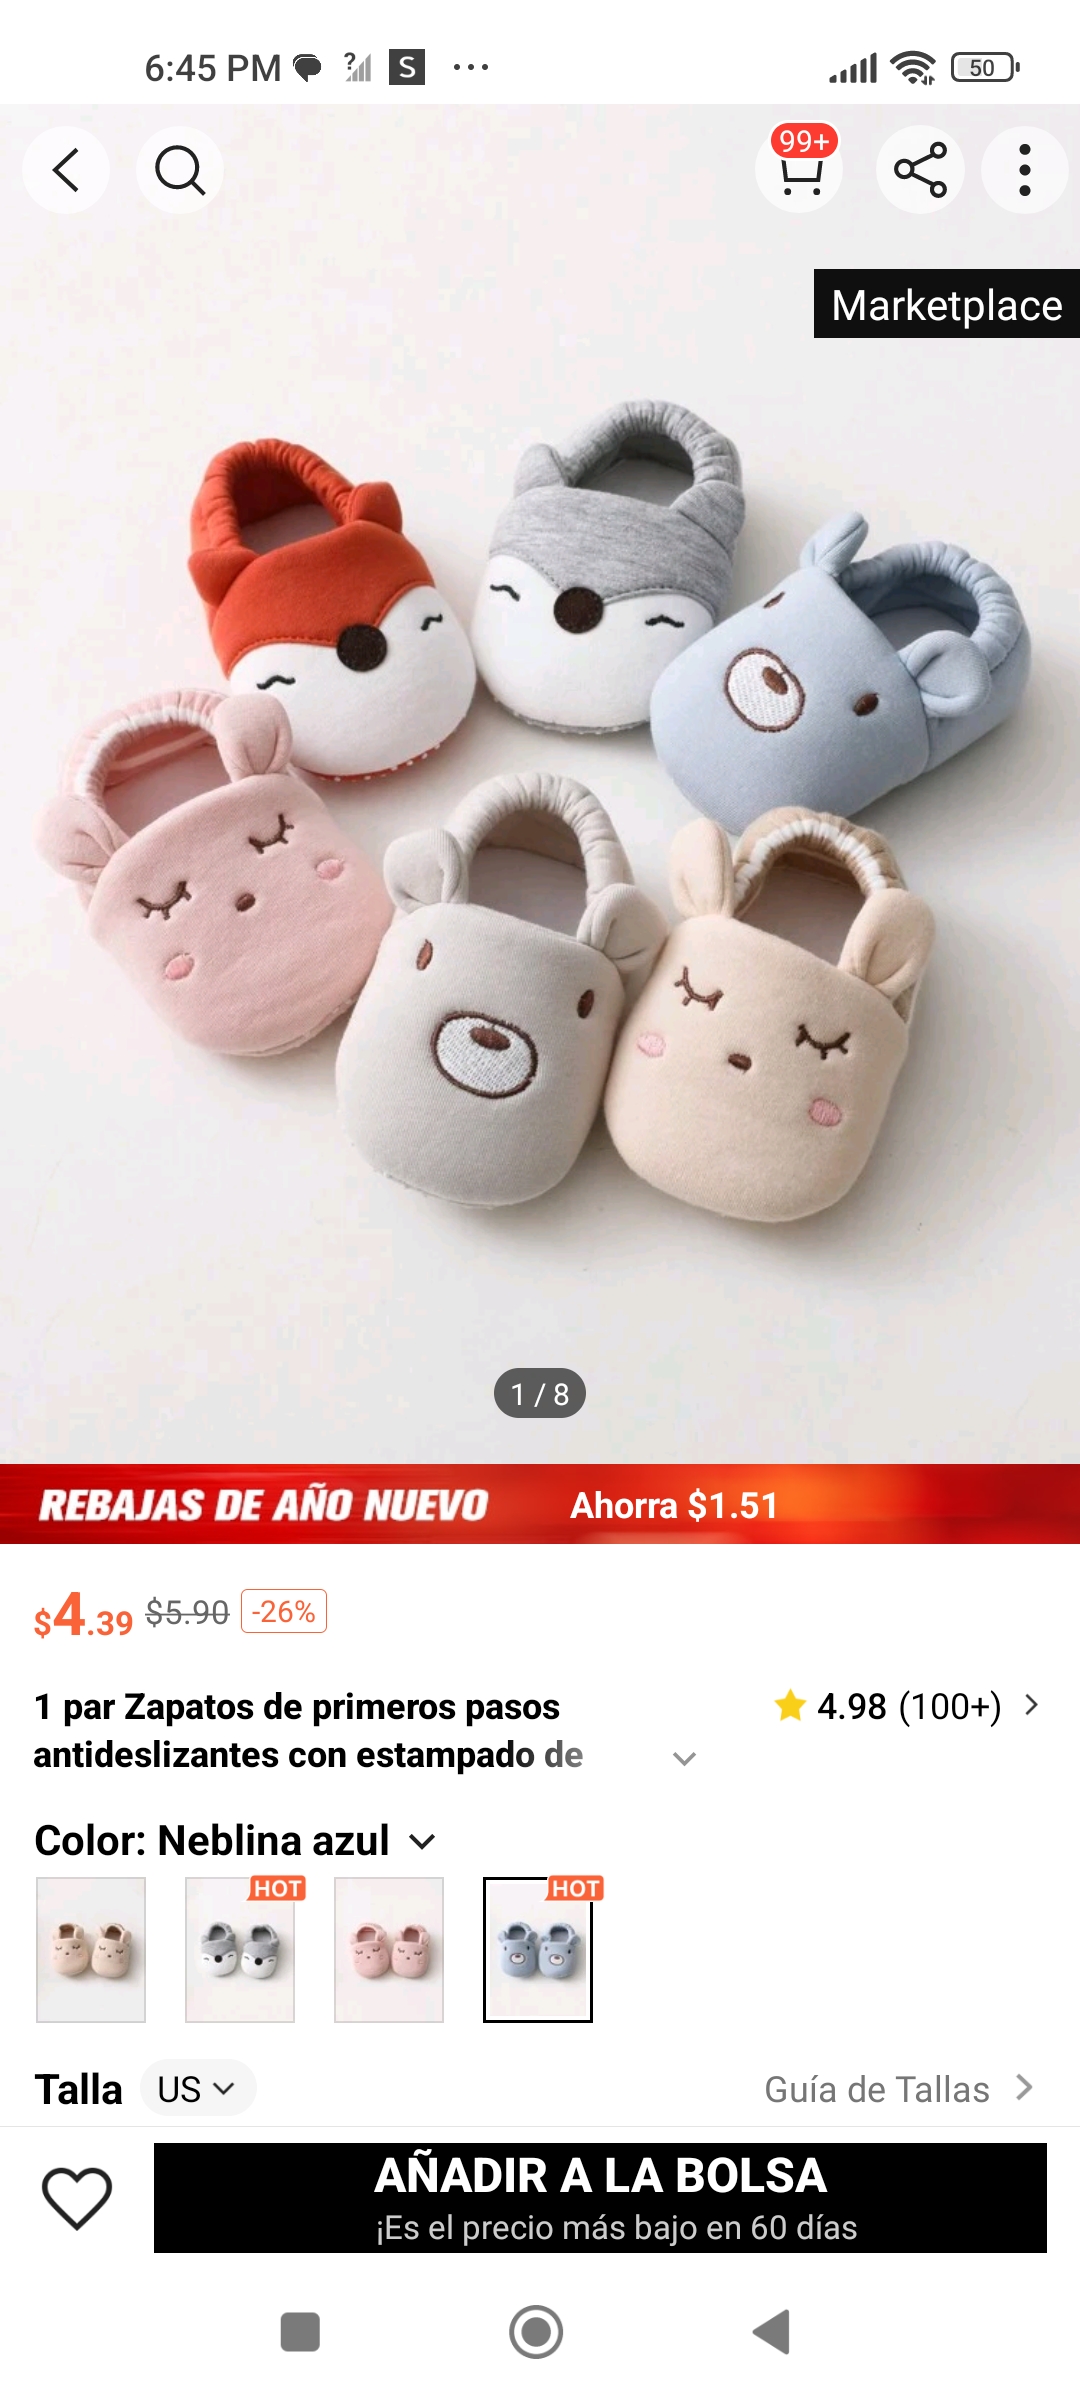 6:45 PM ? S ...
50
99+
Marketplace
1 / 8
REBAJAS DE AÑO NUEVO Ahorra $1.51
$4.39 $5.90 -26%
1 par Zapatos de primeros pasos
antideslizantes con estampado de
4.98 (100+)
Color: Neblina azul
HOT HOT
Talla US Guía de Tallas
AÑADIR A LA BOLSA
¡Es el precio más bajo en 60 días